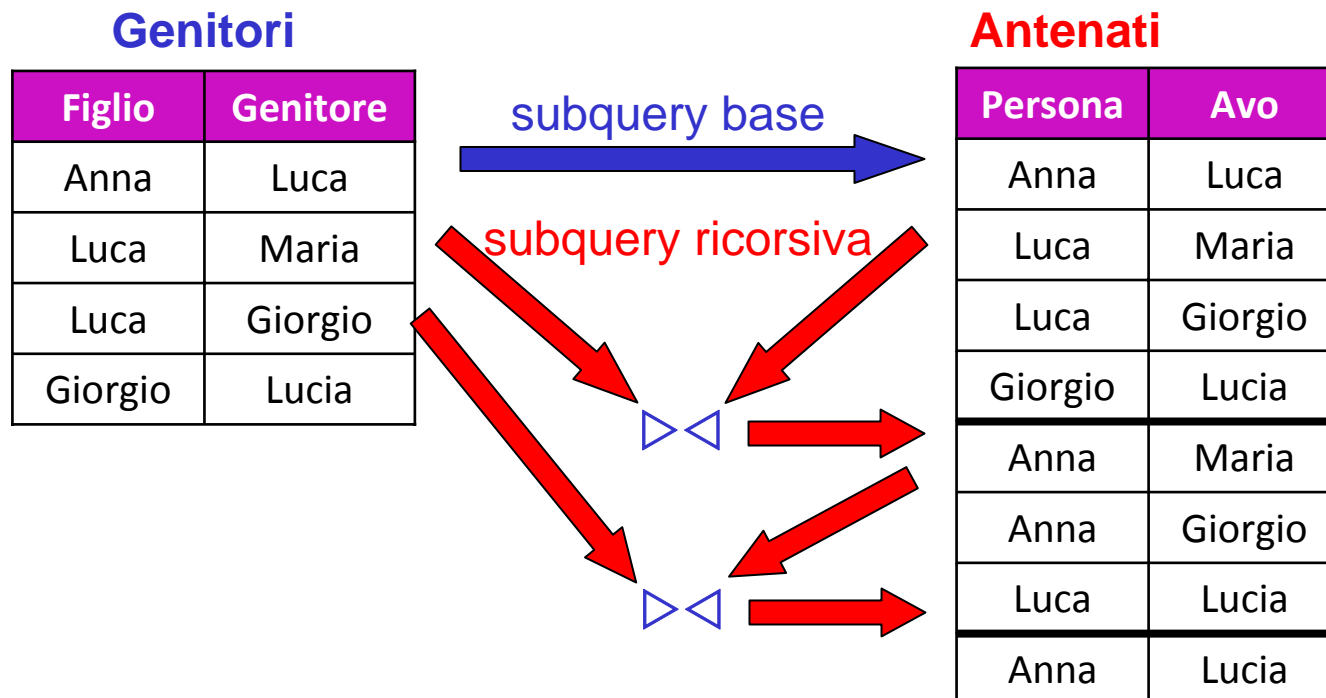 Genitori
Figlio Genitore
Anna Luca
Luca Maria
Luca Giorgio
Giorgio Lucia
subquery base
subquery ricorsiva
Antenati
Persona Avo
Anna Luca
Luca Maria
Luca Giorgio
Giorgio Lucia
Anna Maria
Anna Giorgio
Luca Lucia
Anna Lucia